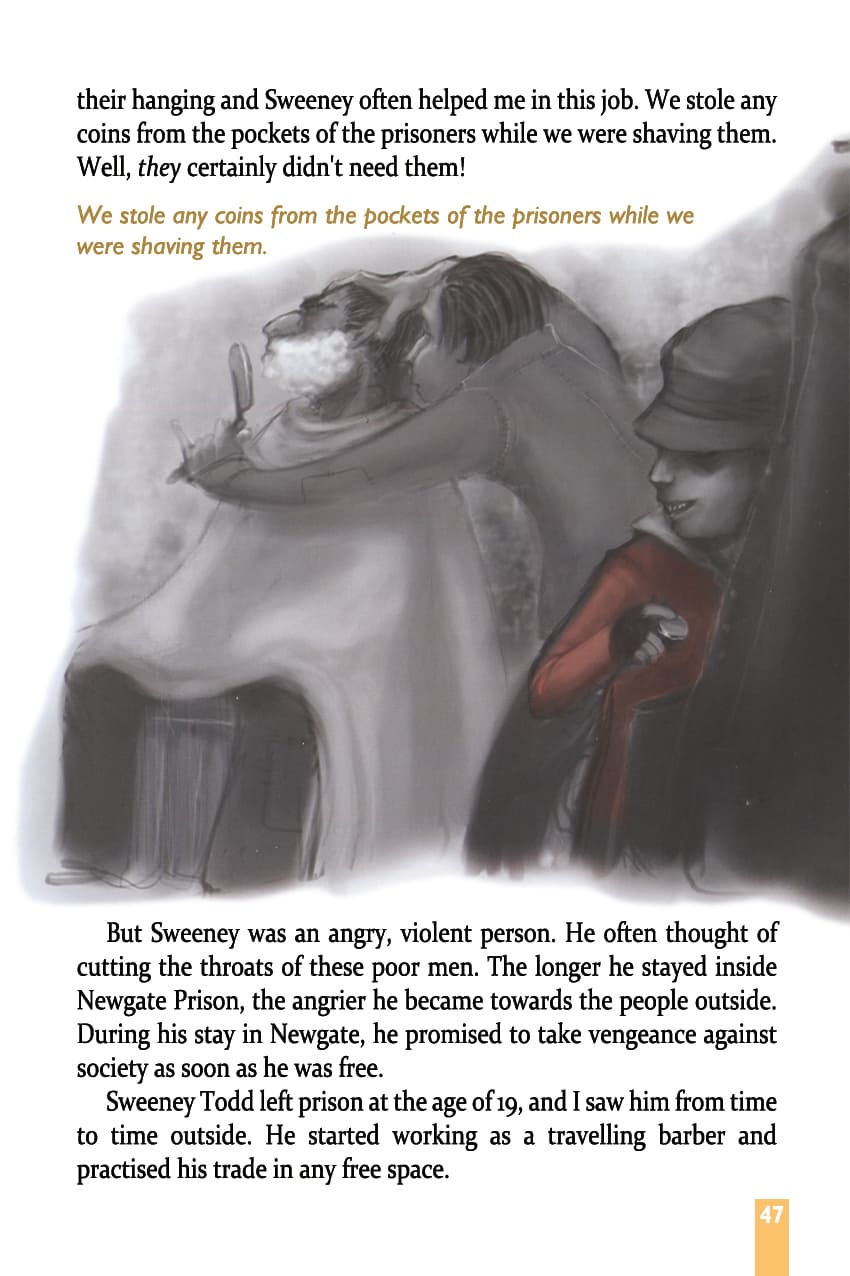 their hanging and Sweeney often helped me in this job. We stole any
coins from the pockets of the prisoners while we were shaving them.
Well, they certainly didn't need them!
We stole any coins from the pockets of the prisoners while we
were shaving them.
But Sweeney was an angry, violent person. He often thought of
cutting the throats of these poor men. The longer he stayed inside
Newgate Prison, the angrier he became towards the people outside.
During his stay in Newgate, he promised to take vengeance against
society as soon as he was free.
Sweeney Todd left prison at the age of 19, and I saw him from time
to time outside. He started working as a travelling barber and
practised his trade in any free space.
47